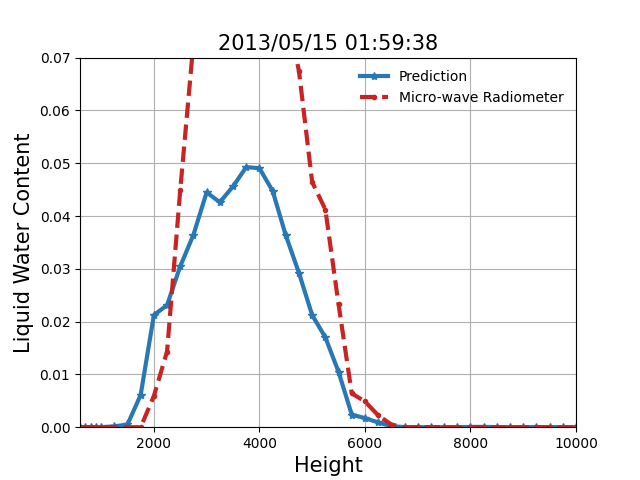 2013/05/15 01:59:38
Prediction
Micro-wave Radiometer
Liquid Water Content
0.07
0.06
0.05
0.04
0.03
0.02
0.01
0.00
2000 4000 6000 8000 10000
Height